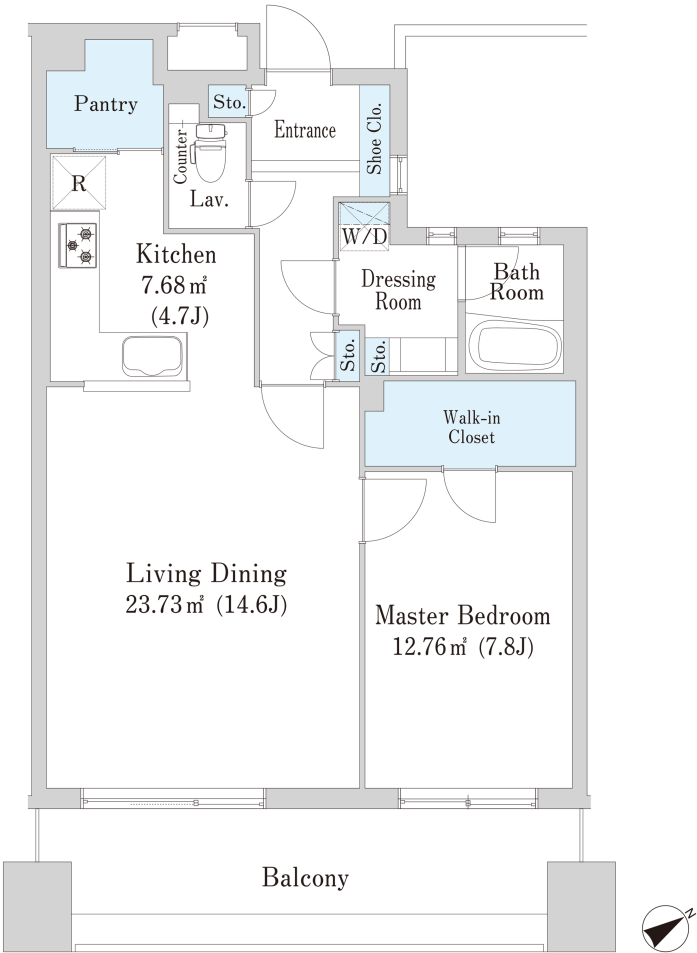 Pantry
Sto.
Entrance
Shoe Clo.
Counter
Lav.
R
W/D
Kitchen
7.68㎡
(4.7J)
Dressing
Room
Bath
Room
Sto.
Sto.
Walk-in
Closet
Living Dining
23.73㎡ (14.6J)
Master Bedroom
12.76㎡ (7.8J)
Balcony
N